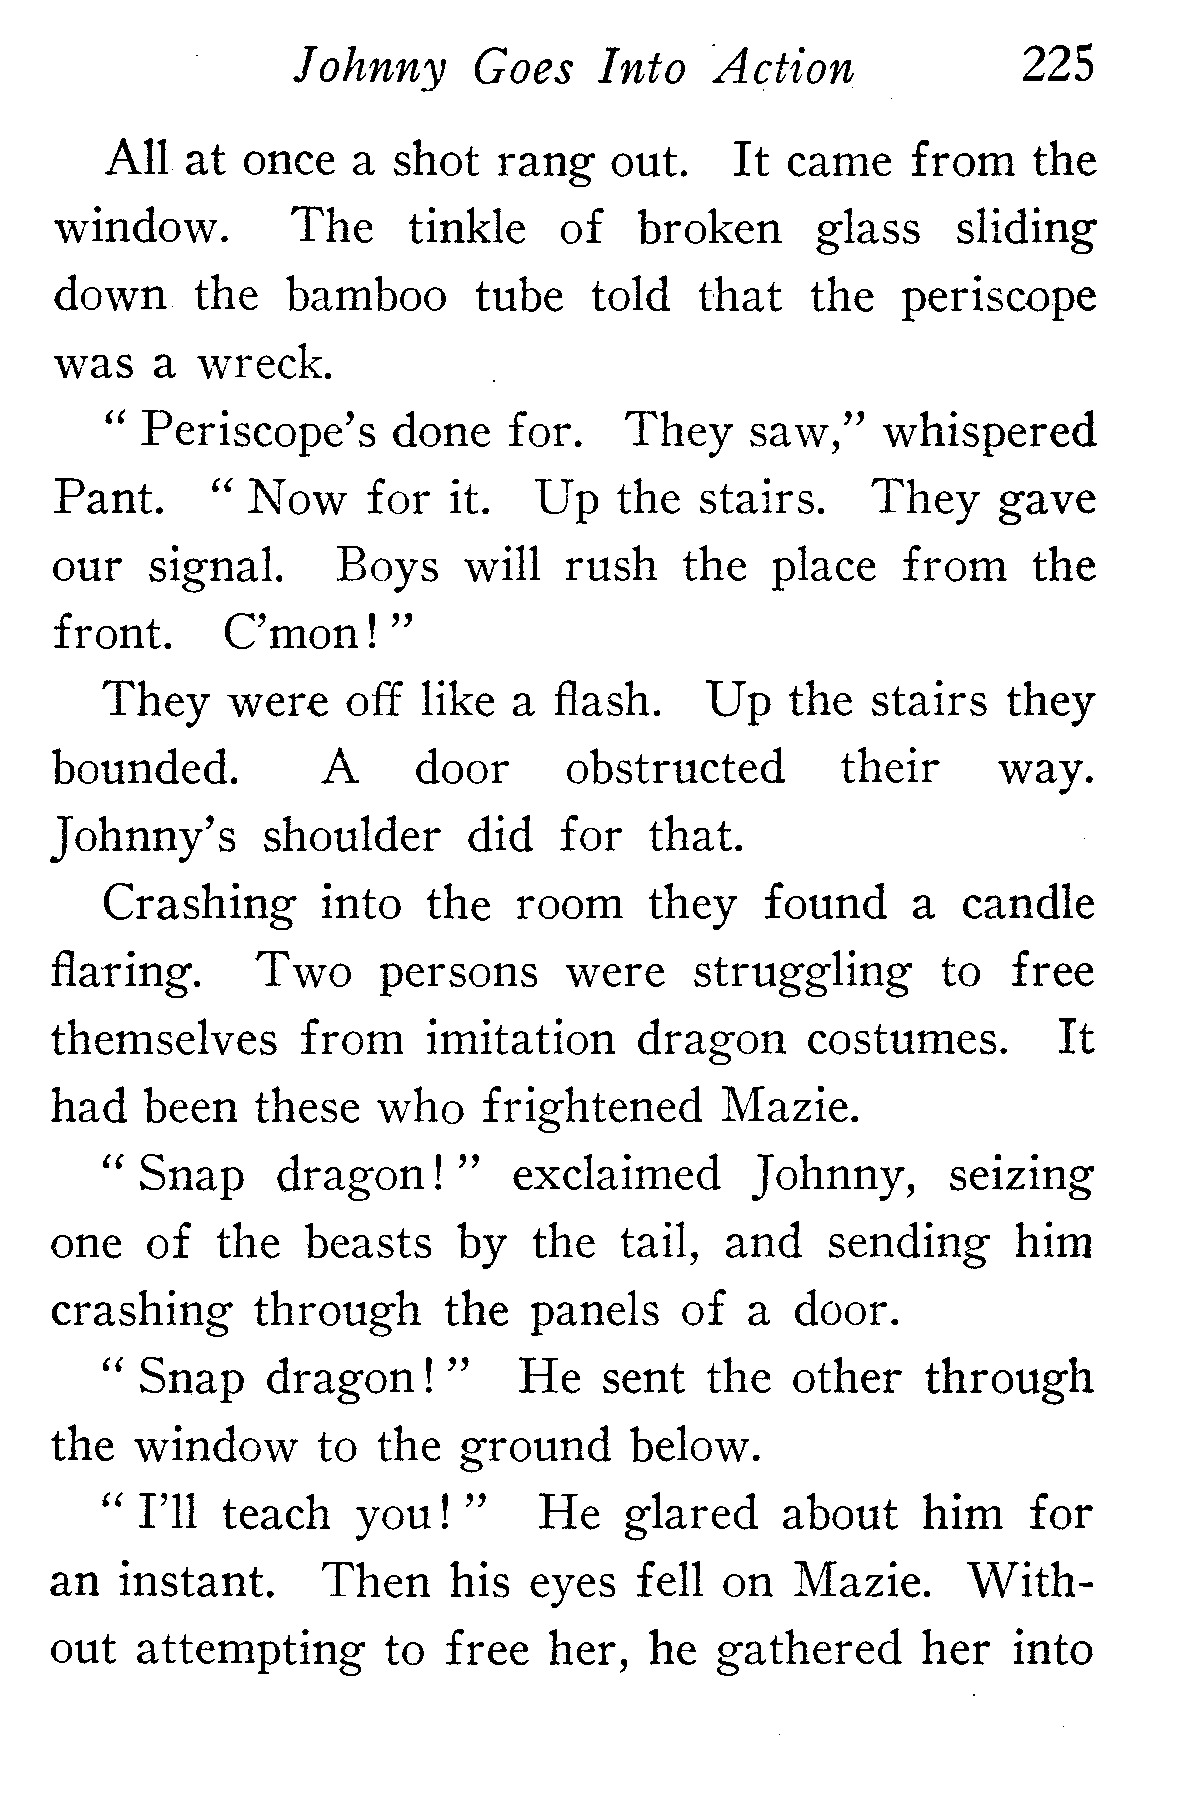 Johnny Goes Into Action 225
All at once a shot rang out. It came from the
window. The tinkle of broken glass sliding
down the bamboo tube told that the periscope
was a wreck.
“ Periscope’s done for. They saw,” whispered
Pant. “ Now for it. Up the stairs. They gave
our signal. Boys will rush the place from the
front. C’mon! ”
They were off like a flash. Up the stairs they
bounded. A door obstructed their way.
Johnny’s shoulder did for that.
Crashing into the room they found a candle
flaring. Two persons were struggling to free
themselves from imitation dragon costumes. It
had been these who frightened Mazie.
“ Snap dragon! ” exclaimed Johnny, seizing
one of the beasts by the tail, and sending him
crashing through the panels of a door.
“ Snap dragon! ” He sent the other through
the window to the ground below.
“ I’ll teach you! ” He glared about him for
an instant. Then his eyes fell on Mazie. With-
out attempting to free her, he gathered her into